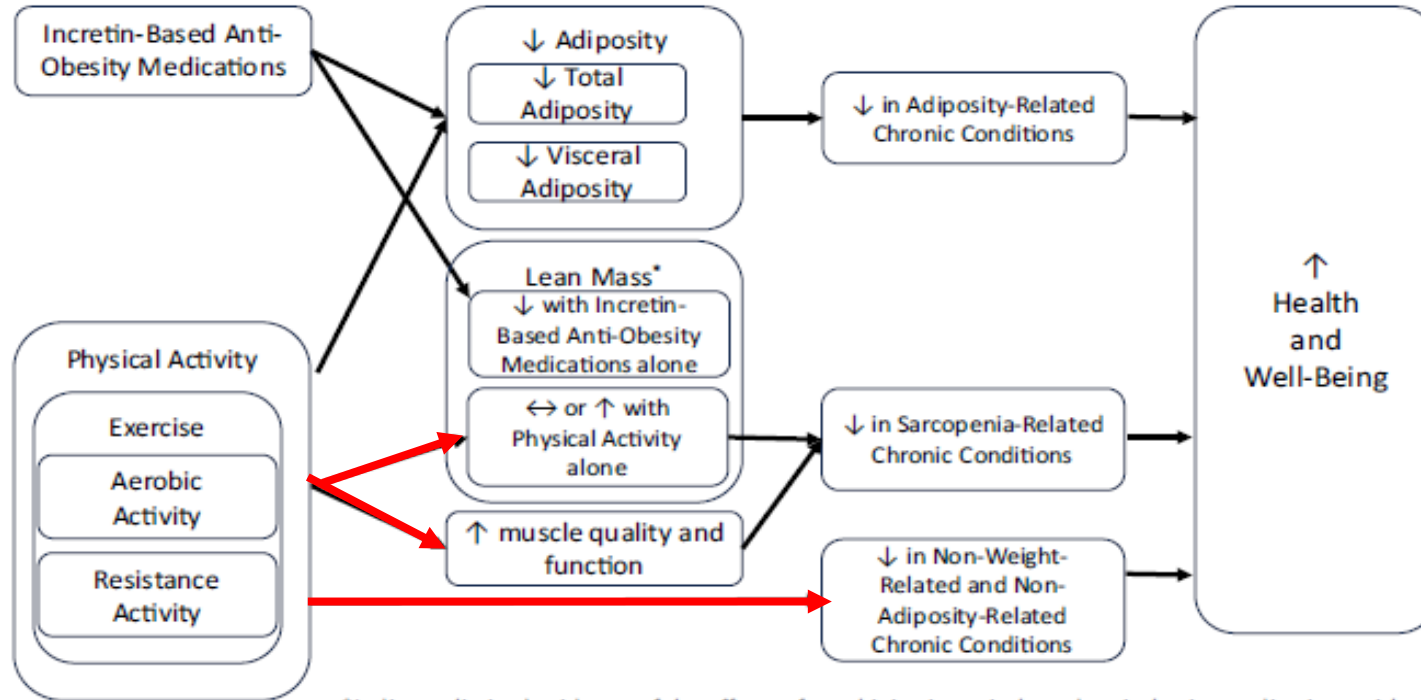 Incretin-Based Anti-
Obesity Medications
↓ Adiposity
↓ Total
Adiposity
↓ Visceral
Adiposity
↓ in Adiposity-Related
Chronic Conditions
↑
Health
and
Well-Being
Lean Mass*
↓ with Incretin-
Based Anti-Obesity
Medications alone
↔ or ↑ with
Physical Activity
alone
↑ muscle quality and
function
Physical Activity
Exercise
Aerobic
Activity
Resistance
Activity
↓ in Sarcopenia-Related
Chronic Conditions
↓ in Non-Weight-
Related and Non-
Adiposity-Related
Chronic Conditions